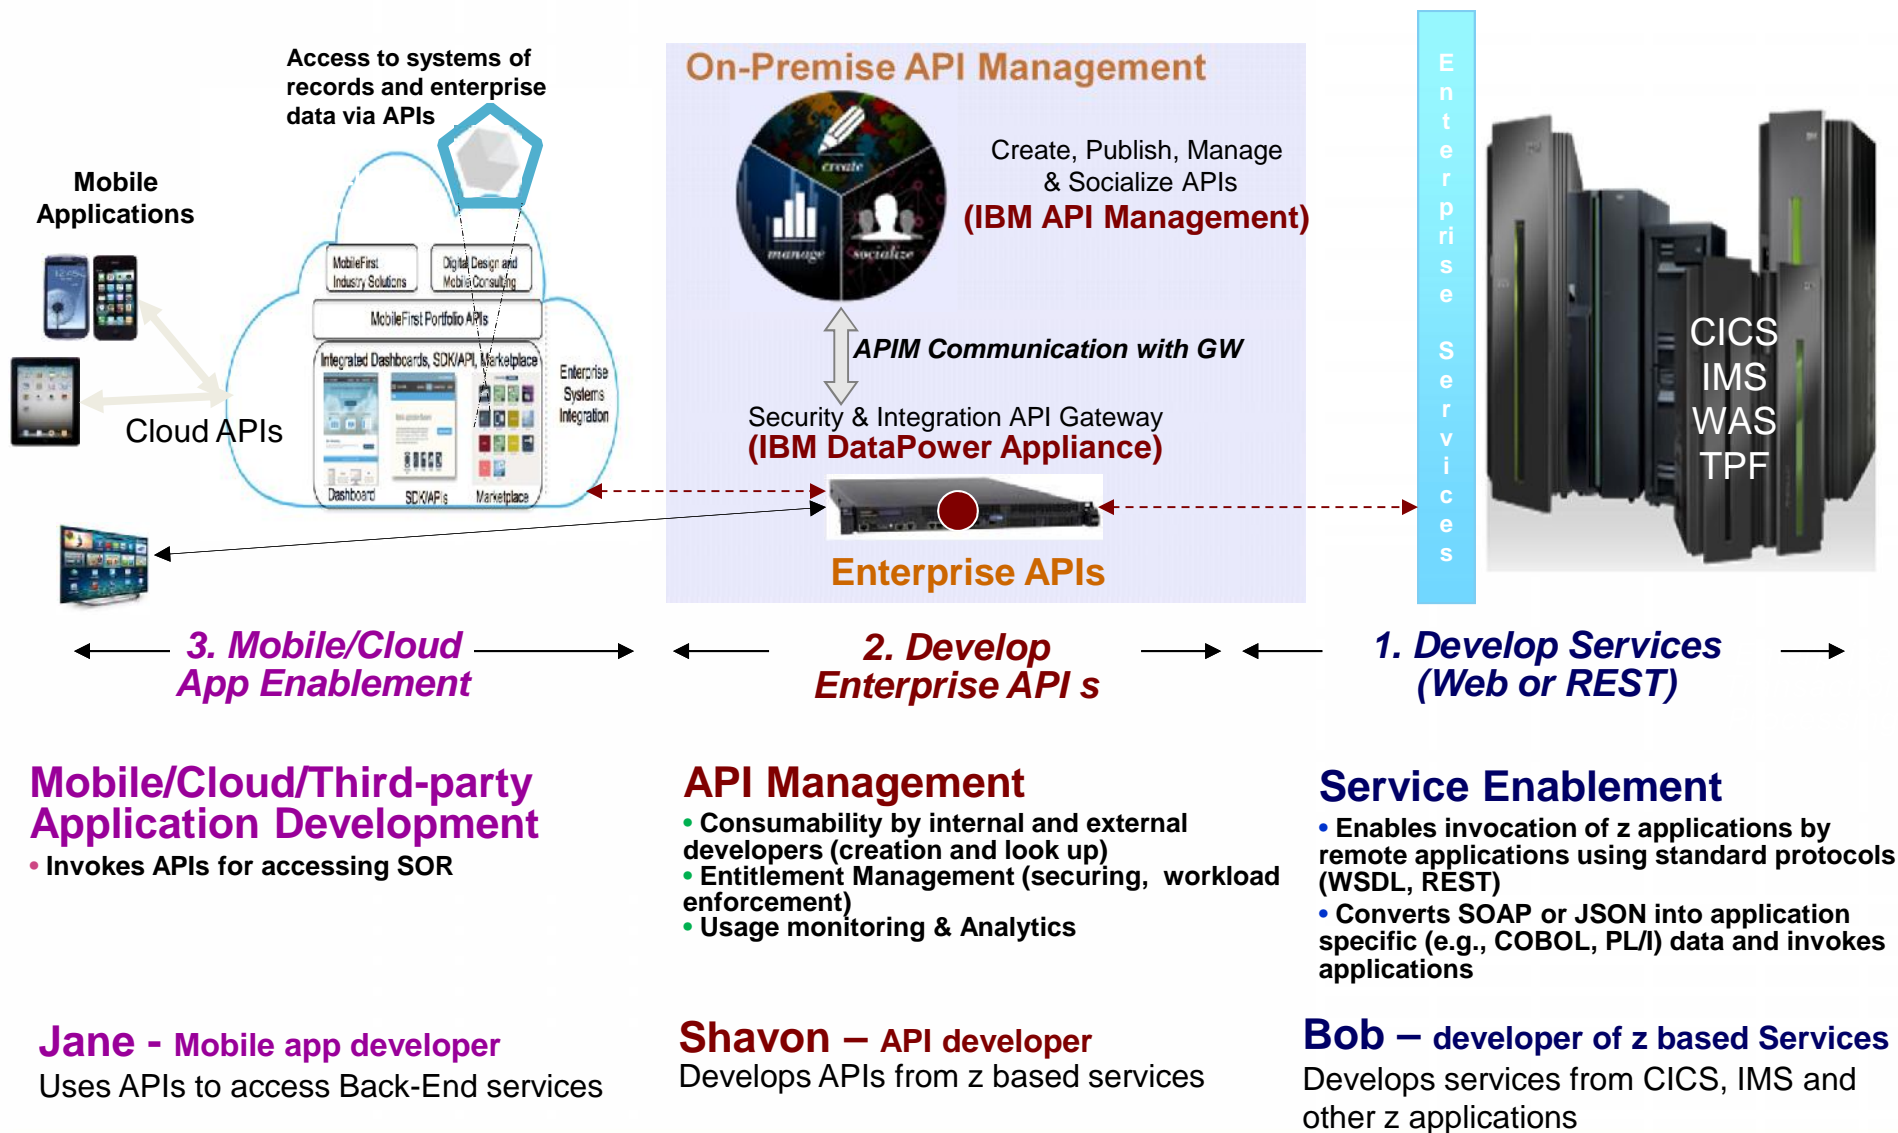 Access to systems of
records and enterprise
data via APIs
Mobile
Applications
MobileFirst
Industry Solutions
Digital Design and
Mobile Consulting
MobileFirst Portfolio APIs
Integrated Dashboards, SDK/API, Marketplace
Enterprise
Systems
Integration
Dashboard
SDK/APIs
Marketplace
Cloud APIs
On-Premise API Management
create
manage
socialize
Create, Publish, Manage
& Socialize APIs
(IBM API Management)
APIM Communication with GW
Security & Integration API Gateway
(IBM DataPower Appliance)
Enterprise APIs
Enterprise Services
CICS
IMS
WAS
TPF
3. Mobile/Cloud
App Enablement
2. Develop
Enterprise API s
1. Develop Services
(Web or REST)
Mobile/Cloud/Third-party
Application Development
• Invokes APIs for accessing SOR
API Management
• Consumability by internal and external
developers (creation and look up)
• Entitlement Management (securing, workload
enforcement)
• Usage monitoring & Analytics
Service Enablement
• Enables invocation of z applications by
remote applications using standard protocols
(WSDL, REST)
• Converts SOAP or JSON into application
specific (e.g., COBOL, PL/I) data and invokes
applications
Jane - Mobile app developer
Uses APIs to access Back-End services
Shavon – API developer
Develops APIs from z based services
Bob – developer of z based Services
Develops services from CICS, IMS and
other z applications